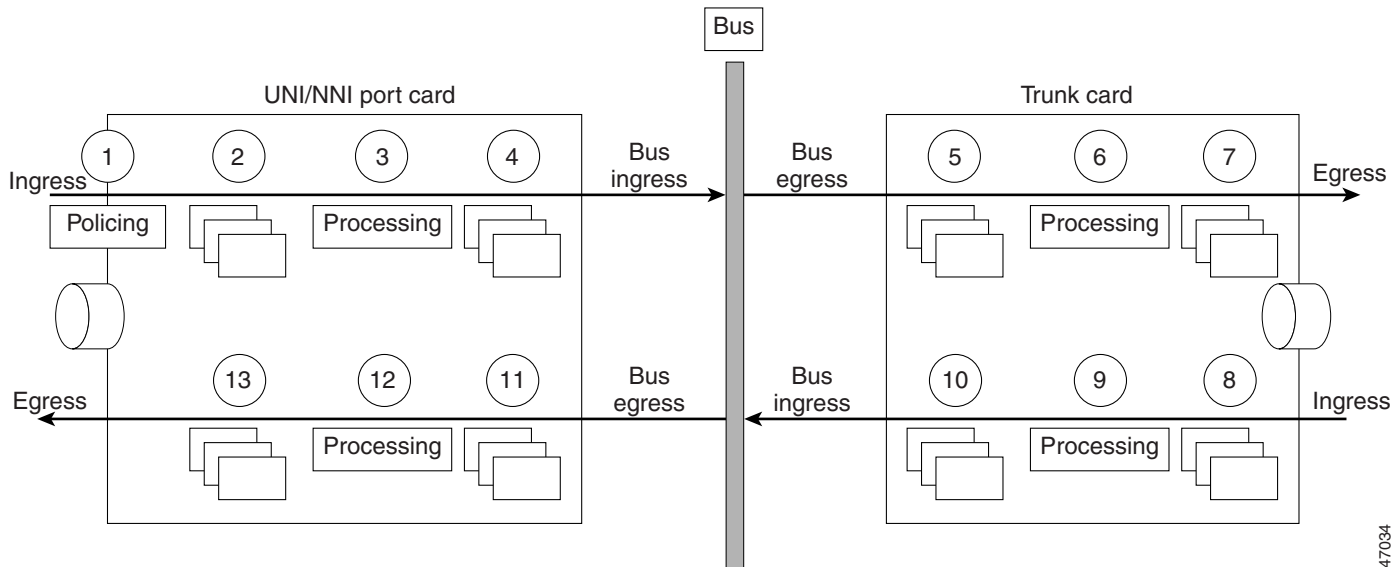 Bus
UNI/NNI port card
Trunk card
1
2
3
4
5
6
7
Ingress
Bus
ingress
Bus
egress
Egress
Policing
Processing
Processing
13
12
11
10
9
8
Egress
Bus
egress
Bus
ingress
Ingress
Processing
Processing
47034